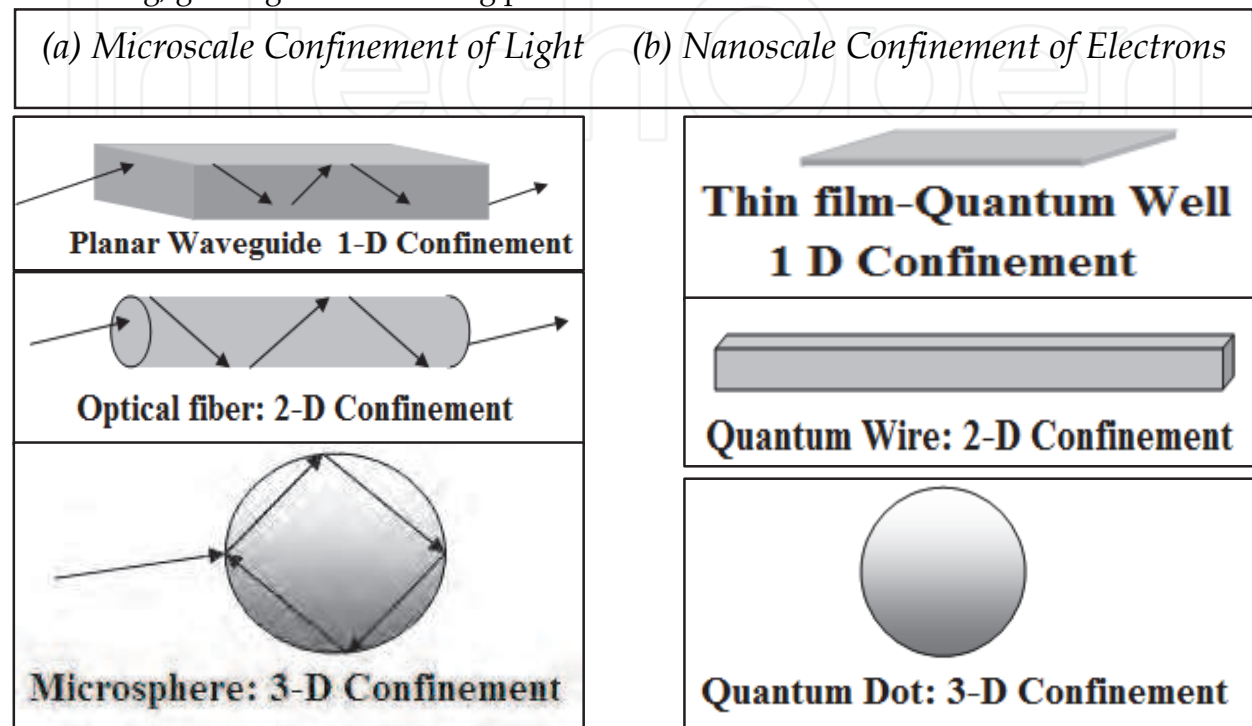 (a) Microscale Confinement of Light (b) Nanoscale Confinement of Electrons
IntechOpen
Planar Waveguide 1-D Confinement
Optical fiber: 2-D Confinement
Microsphere: 3-D Confinement
Thin film-Quantum Well
1 D Confinement
Quantum Wire: 2-D Confinement
Quantum Dot: 3-D Confinement